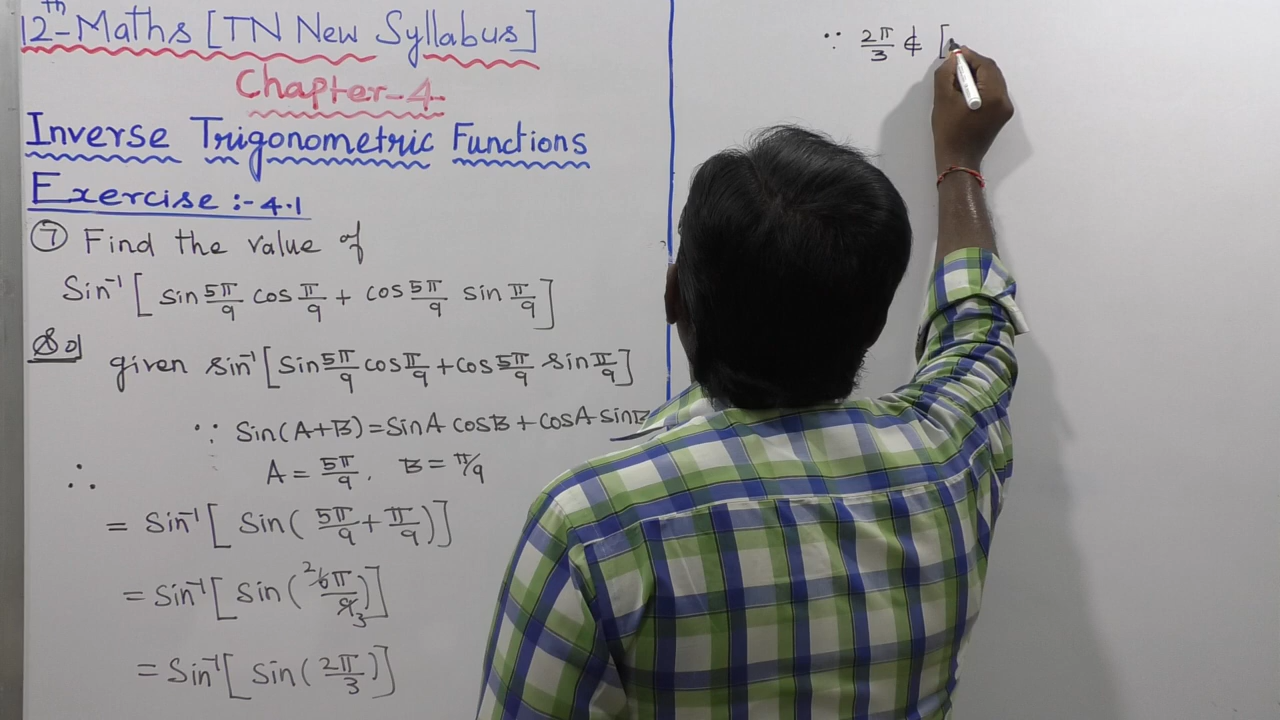 12th-Maths [TN New Syllabus]
Chapter-4
Inverse Trigonometric Functions
Exercise :- 4.1
⑦ Find the value of
Sin⁻¹[ sin 5π/9 cos π/9 + cos 5π/9 sin π/9 ]
Sol
given sin⁻¹[Sin 5π/9 cos π/9 + cos 5π/9 sin π/9]
∵ Sin(A+B) = SinA cosB + cosA sinB
∴ A = 5π/9, B = π/9
= Sin⁻¹[ Sin( 5π/9 + π/9 )]
= Sin⁻¹[ Sin( 2 6π/9 3 )]
= Sin⁻¹[ Sin( 2π/3 )]
∵ 2π/3 ∉ [